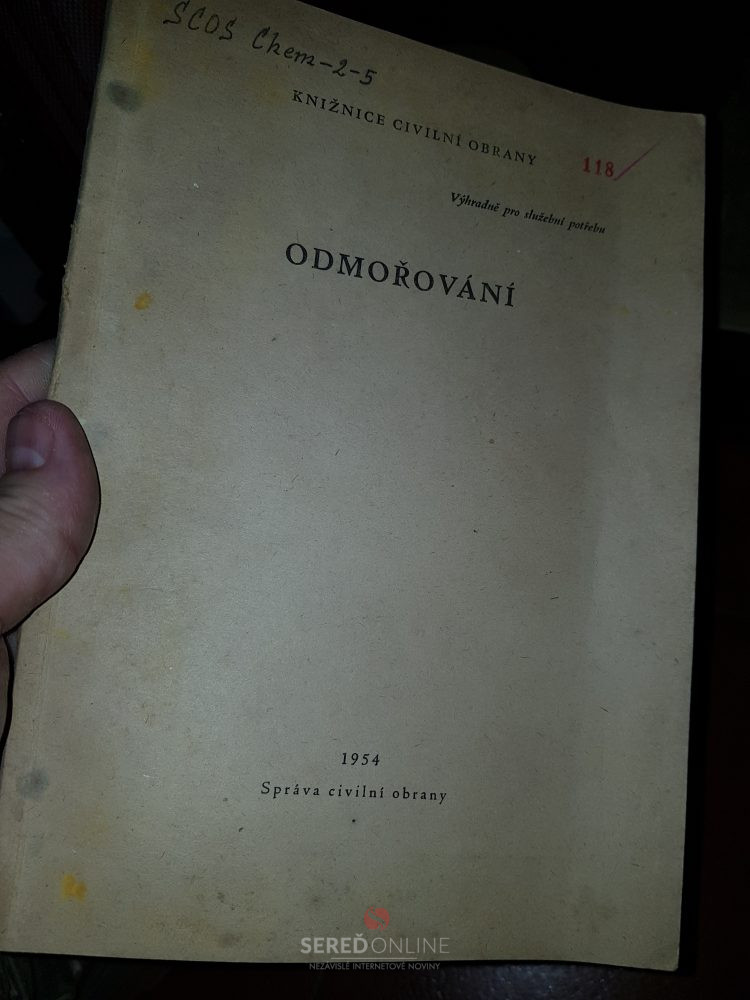 SCOS Chem-2-5
KNIŽNICE CIVILNÍ OBRANY
118
Výhradně pro služební potřebu
ODMOŘOVÁNÍ
1954
Správa civilní obrany
SEREĎONLINE
NEZÁVISLÉ INTERNETOVÉ NOVINY